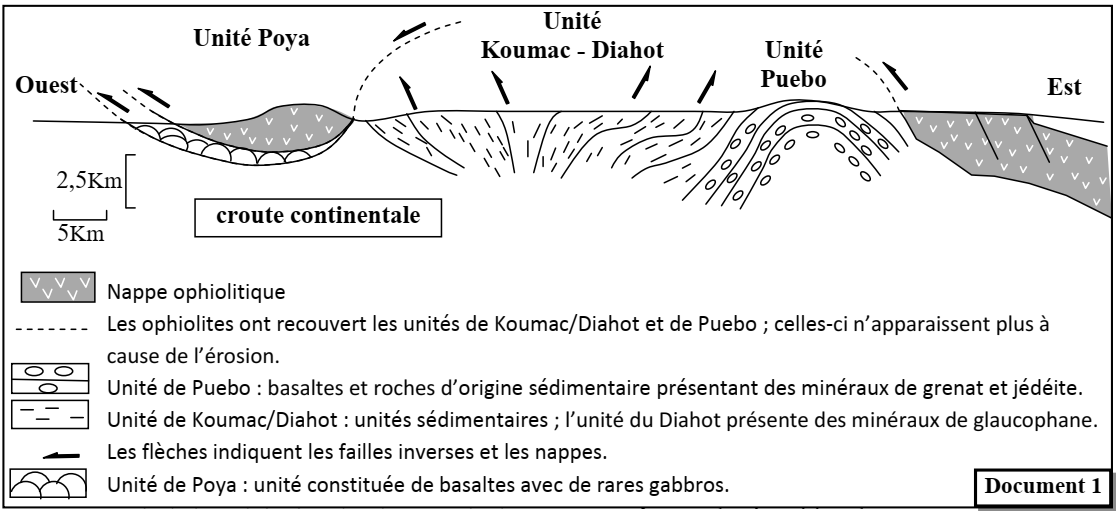 Unité Poya
Unité
Koumac - Diahot
Unité
Puebo
Ouest
Est
2,5Km
5Km
croute continentale
Nappe ophiolitique
Les ophiolites ont recouvert les unités de Koumac/Diahot et de Puebo ; celles-ci n’apparaissent plus à
cause de l’érosion.
Unité de Puebo : basaltes et roches d’origine sédimentaire présentant des minéraux de grenat et jédéite.
Unité de Koumac/Diahot : unités sédimentaires ; l’unité du Diahot présente des minéraux de glaucophane.
Les flèches indiquent les failles inverses et les nappes.
Unité de Poya : unité constituée de basaltes avec de rares gabbros.
Document 1